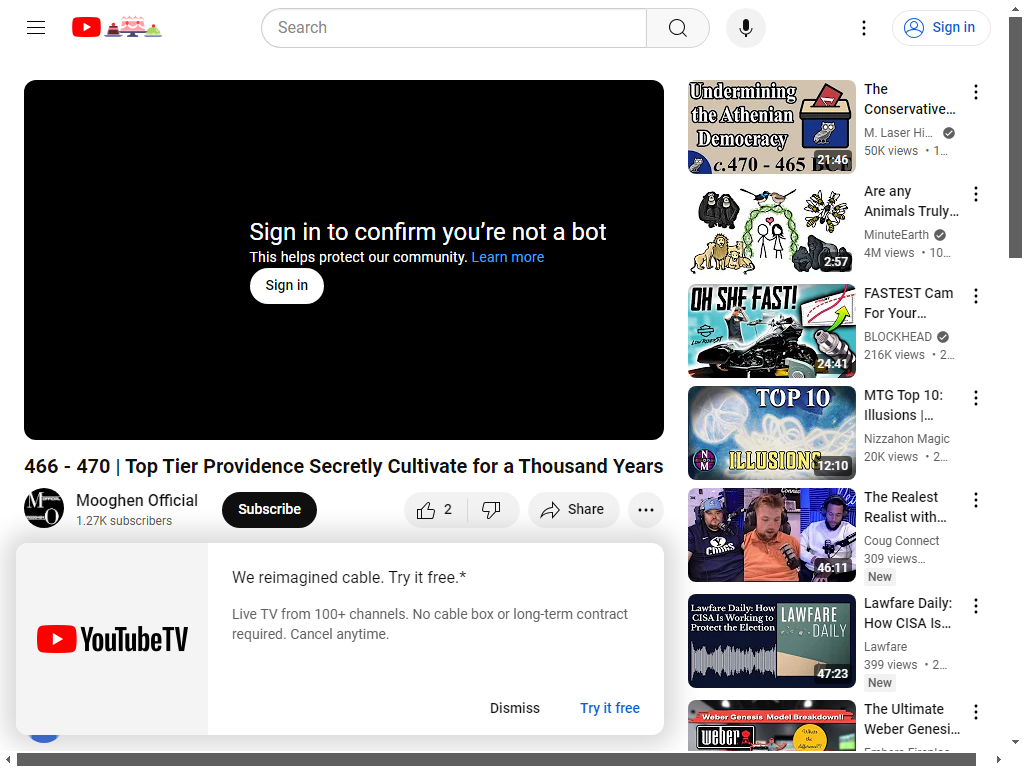 Search
Sign in
Sign in to confirm you’re not a bot
This helps protect our community. Learn more
Sign in
466 - 470 | Top Tier Providence Secretly Cultivate for a Thousand Years
Mooghen Official
1.27K subscribers
Subscribe
2
Share
We reimagined cable. Try it free.*
Live TV from 100+ channels. No cable box or long-term contract
required. Cancel anytime.
YouTubeTV
Dismiss
Try it free
Undermining
the Athenian
Democracy
c.470 - 465 BCE
21:46
The
Conservative…
M. Laser Hi…
50K views • 1…
2:57
Are any
Animals Truly…
MinuteEarth
4M views • 10…
OH SHE FAST!
24:41
FASTEST Cam
For Your…
BLOCKHEAD
216K views • 2…
TOP 10
ILLUSIONS
12:10
MTG Top 10:
Illusions |…
Nizzahon Magic
20K views • 2…
COUGS
46:11
The Realest
Realist with…
Coug Connect
309 views…
New
Lawfare Daily: How
CISA Is Working to
Protect the Election
LAWFARE
DAILY
47:23
Lawfare Daily:
How CISA Is…
Lawfare
399 views • 2…
New
Weber Genesis Model Breakdown!
weber
The Ultimate
Weber Genesi…